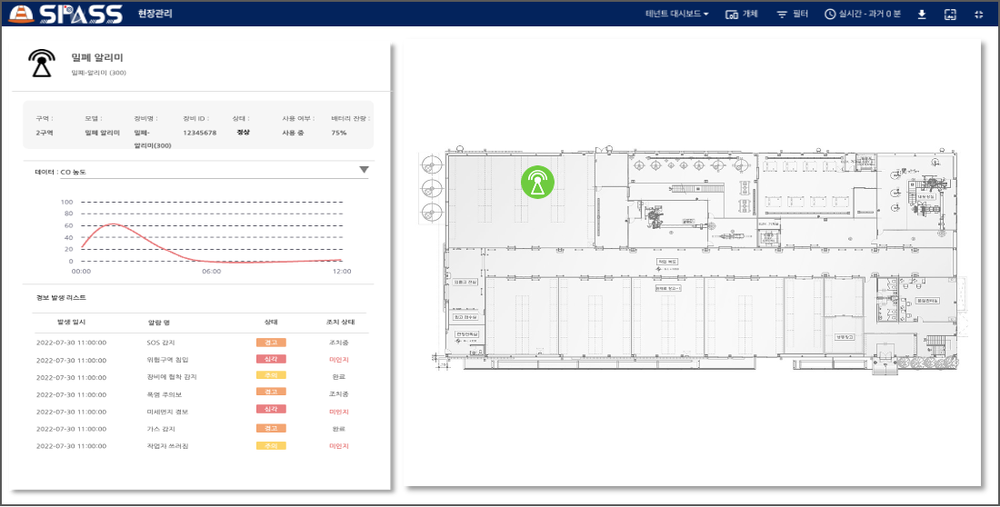 SPASS 현장관리 테넌트 대시보드 개체 필터 실시간 - 과거 0 분
밀폐 알리미
밀폐-알리미 (300)
구역 : 모델 : 장비명 : 장비 ID : 상태 : 사용 여부 : 배터리 잔량 :
2구역 밀폐 알리미 밀폐- 12345678 정상 사용 중 75%
알리미(300)
데이터 : CO 농도
100
80
60
40
20
0
00:00 06:00 12:00
경보 발생 리스트
발생 일시 알람 명 상태 조치 상태
2022-07-30 11:00:00 SOS 감지 경고 조치중
2022-07-30 11:00:00 위험구역 침입 심각 미인지
2022-07-30 11:00:00 장비에 협착 감지 주의 완료
2022-07-30 11:00:00 폭염 주의보 경고 조치중
2022-07-30 11:00:00 미세먼지 경보 심각 미인지
2022-07-30 11:00:00 가스 감지 경고 완료
2022-07-30 11:00:00 작업자 쓰러짐 주의 미인지
작업 복도
냉동창고